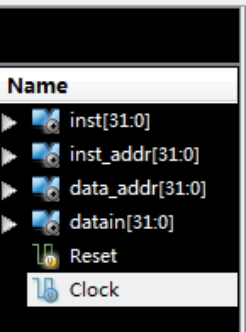 Name
inst[31:0]
inst_addr[31:0]
data_addr[31:0]
datain[31:0]
Reset
Clock